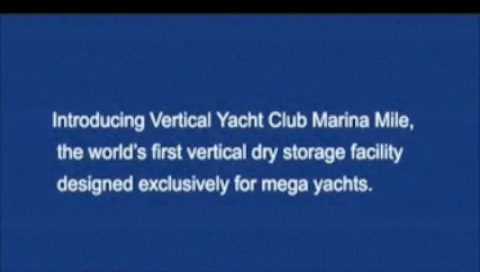 Introducing Vertical Yacht Club Marina Mile,
the world's first vertical dry storage facility
designed exclusively for mega yachts.